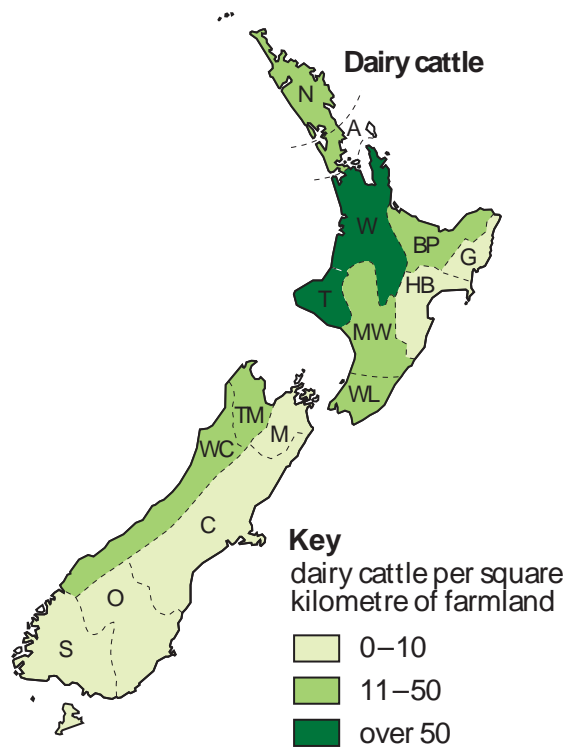 Dairy cattle
N
A
W
BP
G
HB
T
MW
WL
TM
M
WC
C
O
S
Key
dairy cattle per square
kilometre of farmland
0–10
11–50
over 50